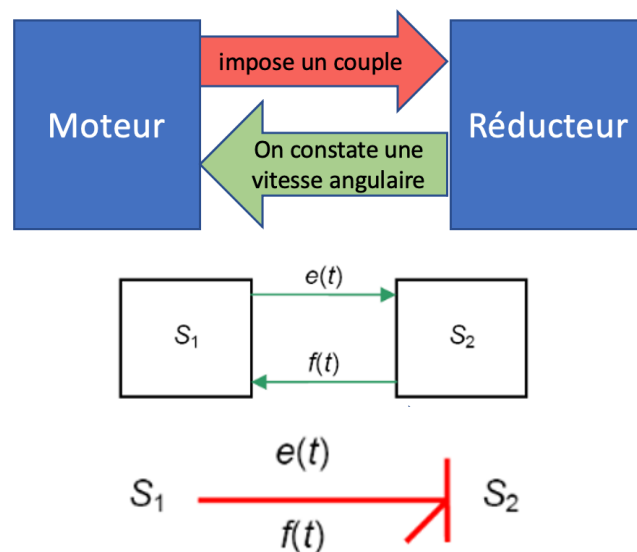 impose un couple
Moteur
Réducteur
On constate une
vitesse angulaire
e(t)
S₁
S₂
f(t)
e(t)
S₁
S₂
f(t)